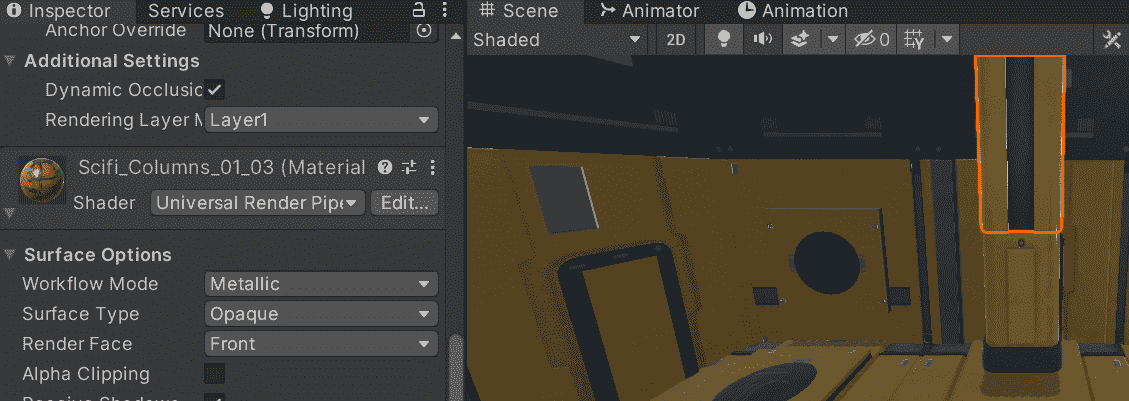 Inspector Services Lighting
Scene Animator Animation
Anchor Override None (Transform)
Shaded 2D 0
Additional Settings
Dynamic Occlusic
Rendering Layer M Layer1
Scifi_Columns_01_03 (Material
Shader Universal Render Pipe Edit...
Surface Options
Workflow Mode Metallic
Surface Type Opaque
Render Face Front
Alpha Clipping